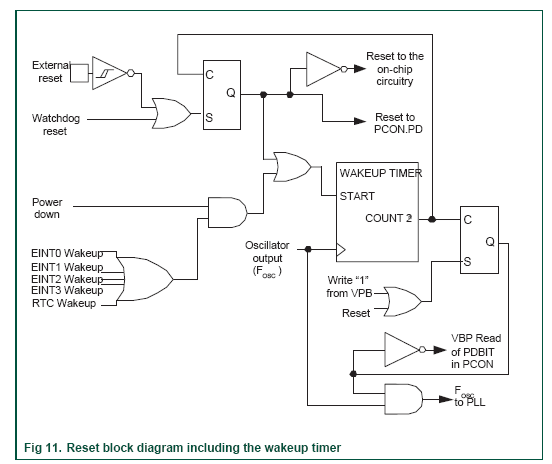 External
reset
Watchdog
reset
C
Q
S
Reset to the
on-chip
circuitry
Reset to
PCON.PD
WAKEUP TIMER
START
COUNT 2
Power
down
EINT0 Wakeup
EINT1 Wakeup
EINT2 Wakeup
EINT3 Wakeup
RTC Wakeup
Oscillator
output
(Fosc)
C
Q
S
Write "1"
from VPB
Reset
VBP Read
of PDBIT
in PCON
Fosc
to PLL
Fig 11. Reset block diagram including the wakeup timer